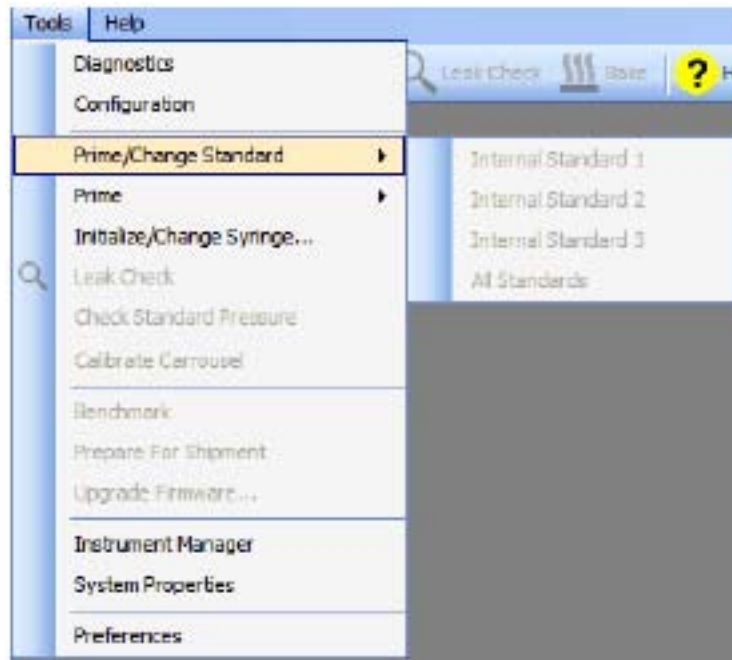 Tools Help
Leak Check Bake ? H
Diagnostics
Configuration
Prime/Change Standard
Internal Standard 1
Internal Standard 2
Internal Standard 3
All Standards
Prime
Initialize/Change Syringe...
Leak Check
Check Standard Pressure
Calibrate Carrousel
Benchmark
Prepare For Shipment
Upgrade Firmware...
Instrument Manager
System Properties
Preferences